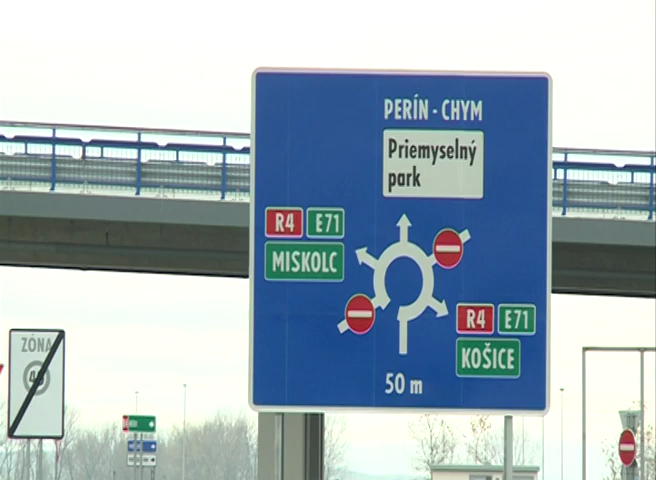 PERÍN - CHYM
Priemyselný
park
R4 E71
MISKOLC
R4 E71
KOŠICE
50 m
ZÓNA
40